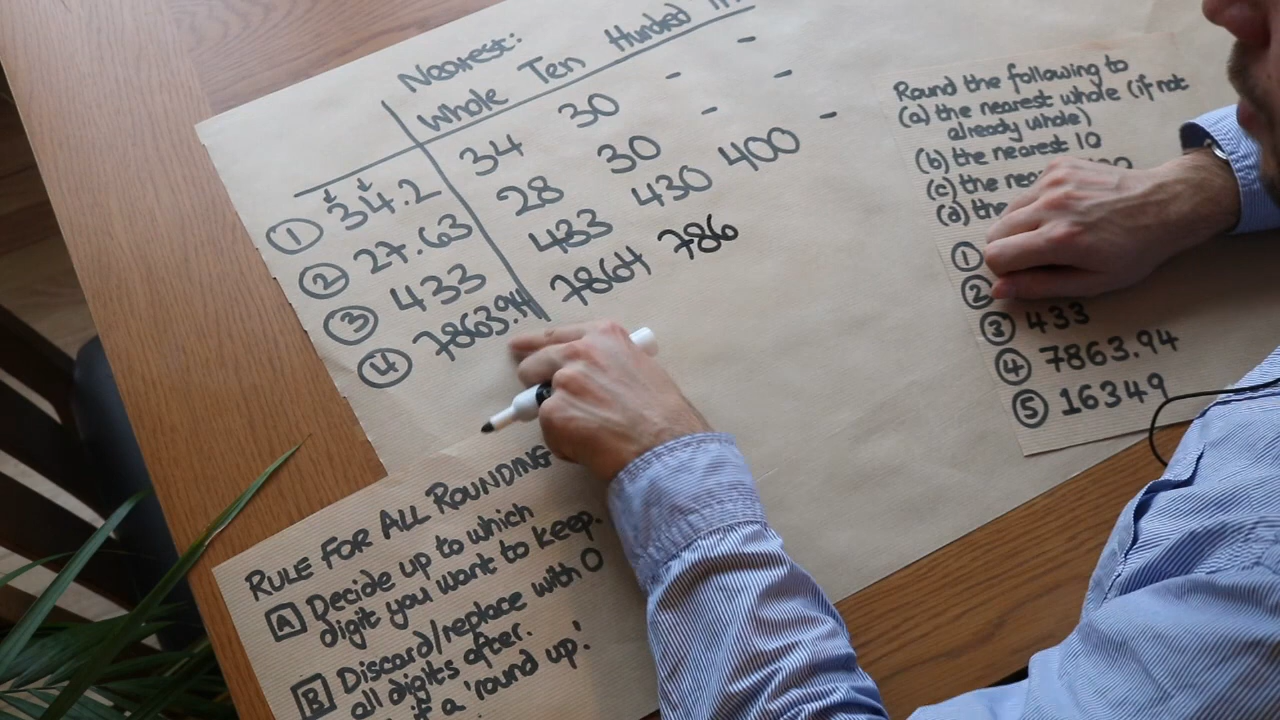 Nearest:
Whole Ten Hundred
① 34.2 34 30 - -
② 27.63 28 30 - -
③ 433 433 430 400 -
④ 7863.94 7864 786
RULE FOR ALL ROUNDING
A Decide up to which
digit you want to keep.
B Discard/replace with 0
all digits after.
if a 'round up'.
Round the following to
(a) the nearest whole (if not
already whole)
(b) the nearest 10
(c) the
(d) the
①
②
③ 433
④ 7863.94
⑤ 16349